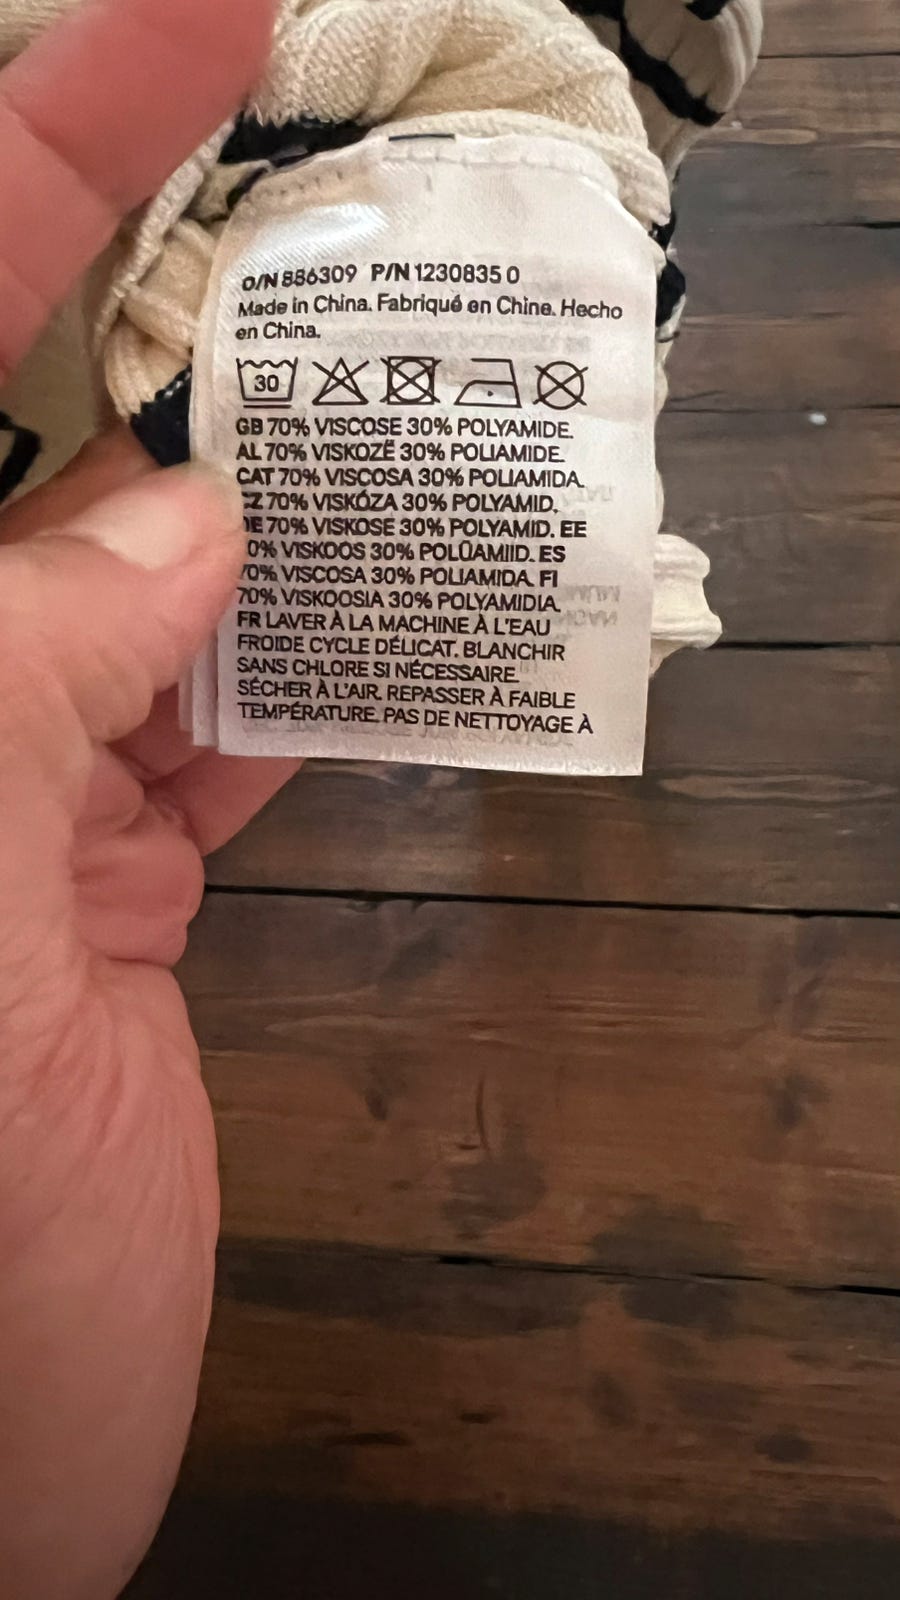 O/N 886309 P/N 1230835 0
Made in China. Fabriqué en Chine. Hecho
en China.
30
GB 70% VISCOSE 30% POLYAMIDE.
AL 70% VISKOZË 30% POLIAMIDE.
CAT 70% VISCOSA 30% POLIAMIDA.
CZ 70% VISKÓZA 30% POLYAMID.
DE 70% VISKOSE 30% POLYAMID. EE
0% VISKOOS 30% POLÜAMIID. ES
70% VISCOSA 30% POLIAMIDA. FI
70% VISKOOSIA 30% POLYAMIDIA.
FR LAVER À LA MACHINE À L'EAU
FROIDE CYCLE DÉLICAT. BLANCHIR
SANS CHLORE SI NÉCESSAIRE.
SÉCHER À L'AIR. REPASSER À FAIBLE
TEMPÉRATURE. PAS DE NETTOYAGE À